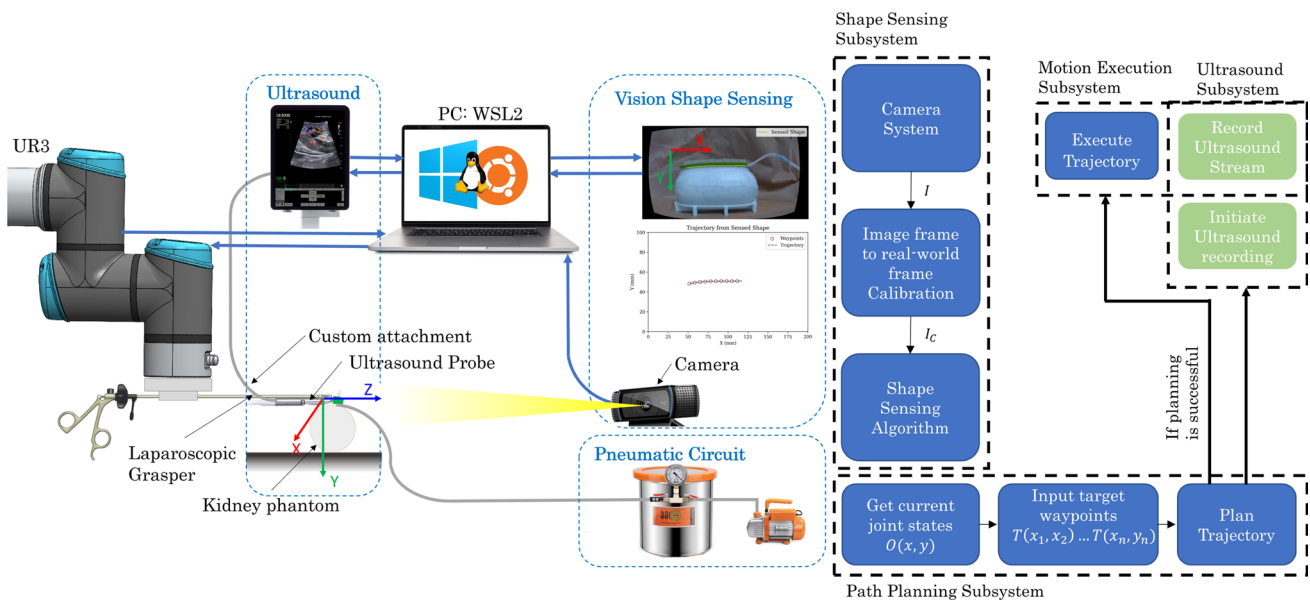 UR3
Ultrasound
PC: WSL2
Vision Shape Sensing
Sensed Shape
X
Y
Trajectory from Sensed Shape
Waypoints
Trajectory
Y (mm)
100
80
60
40
20
0
0
25
50
75
100
125
150
175
200
X (mm)
Custom attachment
Ultrasound Probe
Camera
Z
X
Y
Laparoscopic
Grasper
Kidney phantom
Pneumatic Circuit
Shape Sensing
Subsystem
Camera
System
I
Image frame
to real-world
frame
Calibration
I_C
Shape
Sensing
Algorithm
Motion Execution
Subsystem
Execute
Trajectory
Ultrasound
Subsystem
Record
Ultrasound
Stream
Initiate
Ultrasound
recording
If planning
is successful
Get current
joint states
O(x, y)
Input target
waypoints
T(x₁, x₂) ... T(xₙ, yₙ)
Plan
Trajectory
Path Planning Subsystem